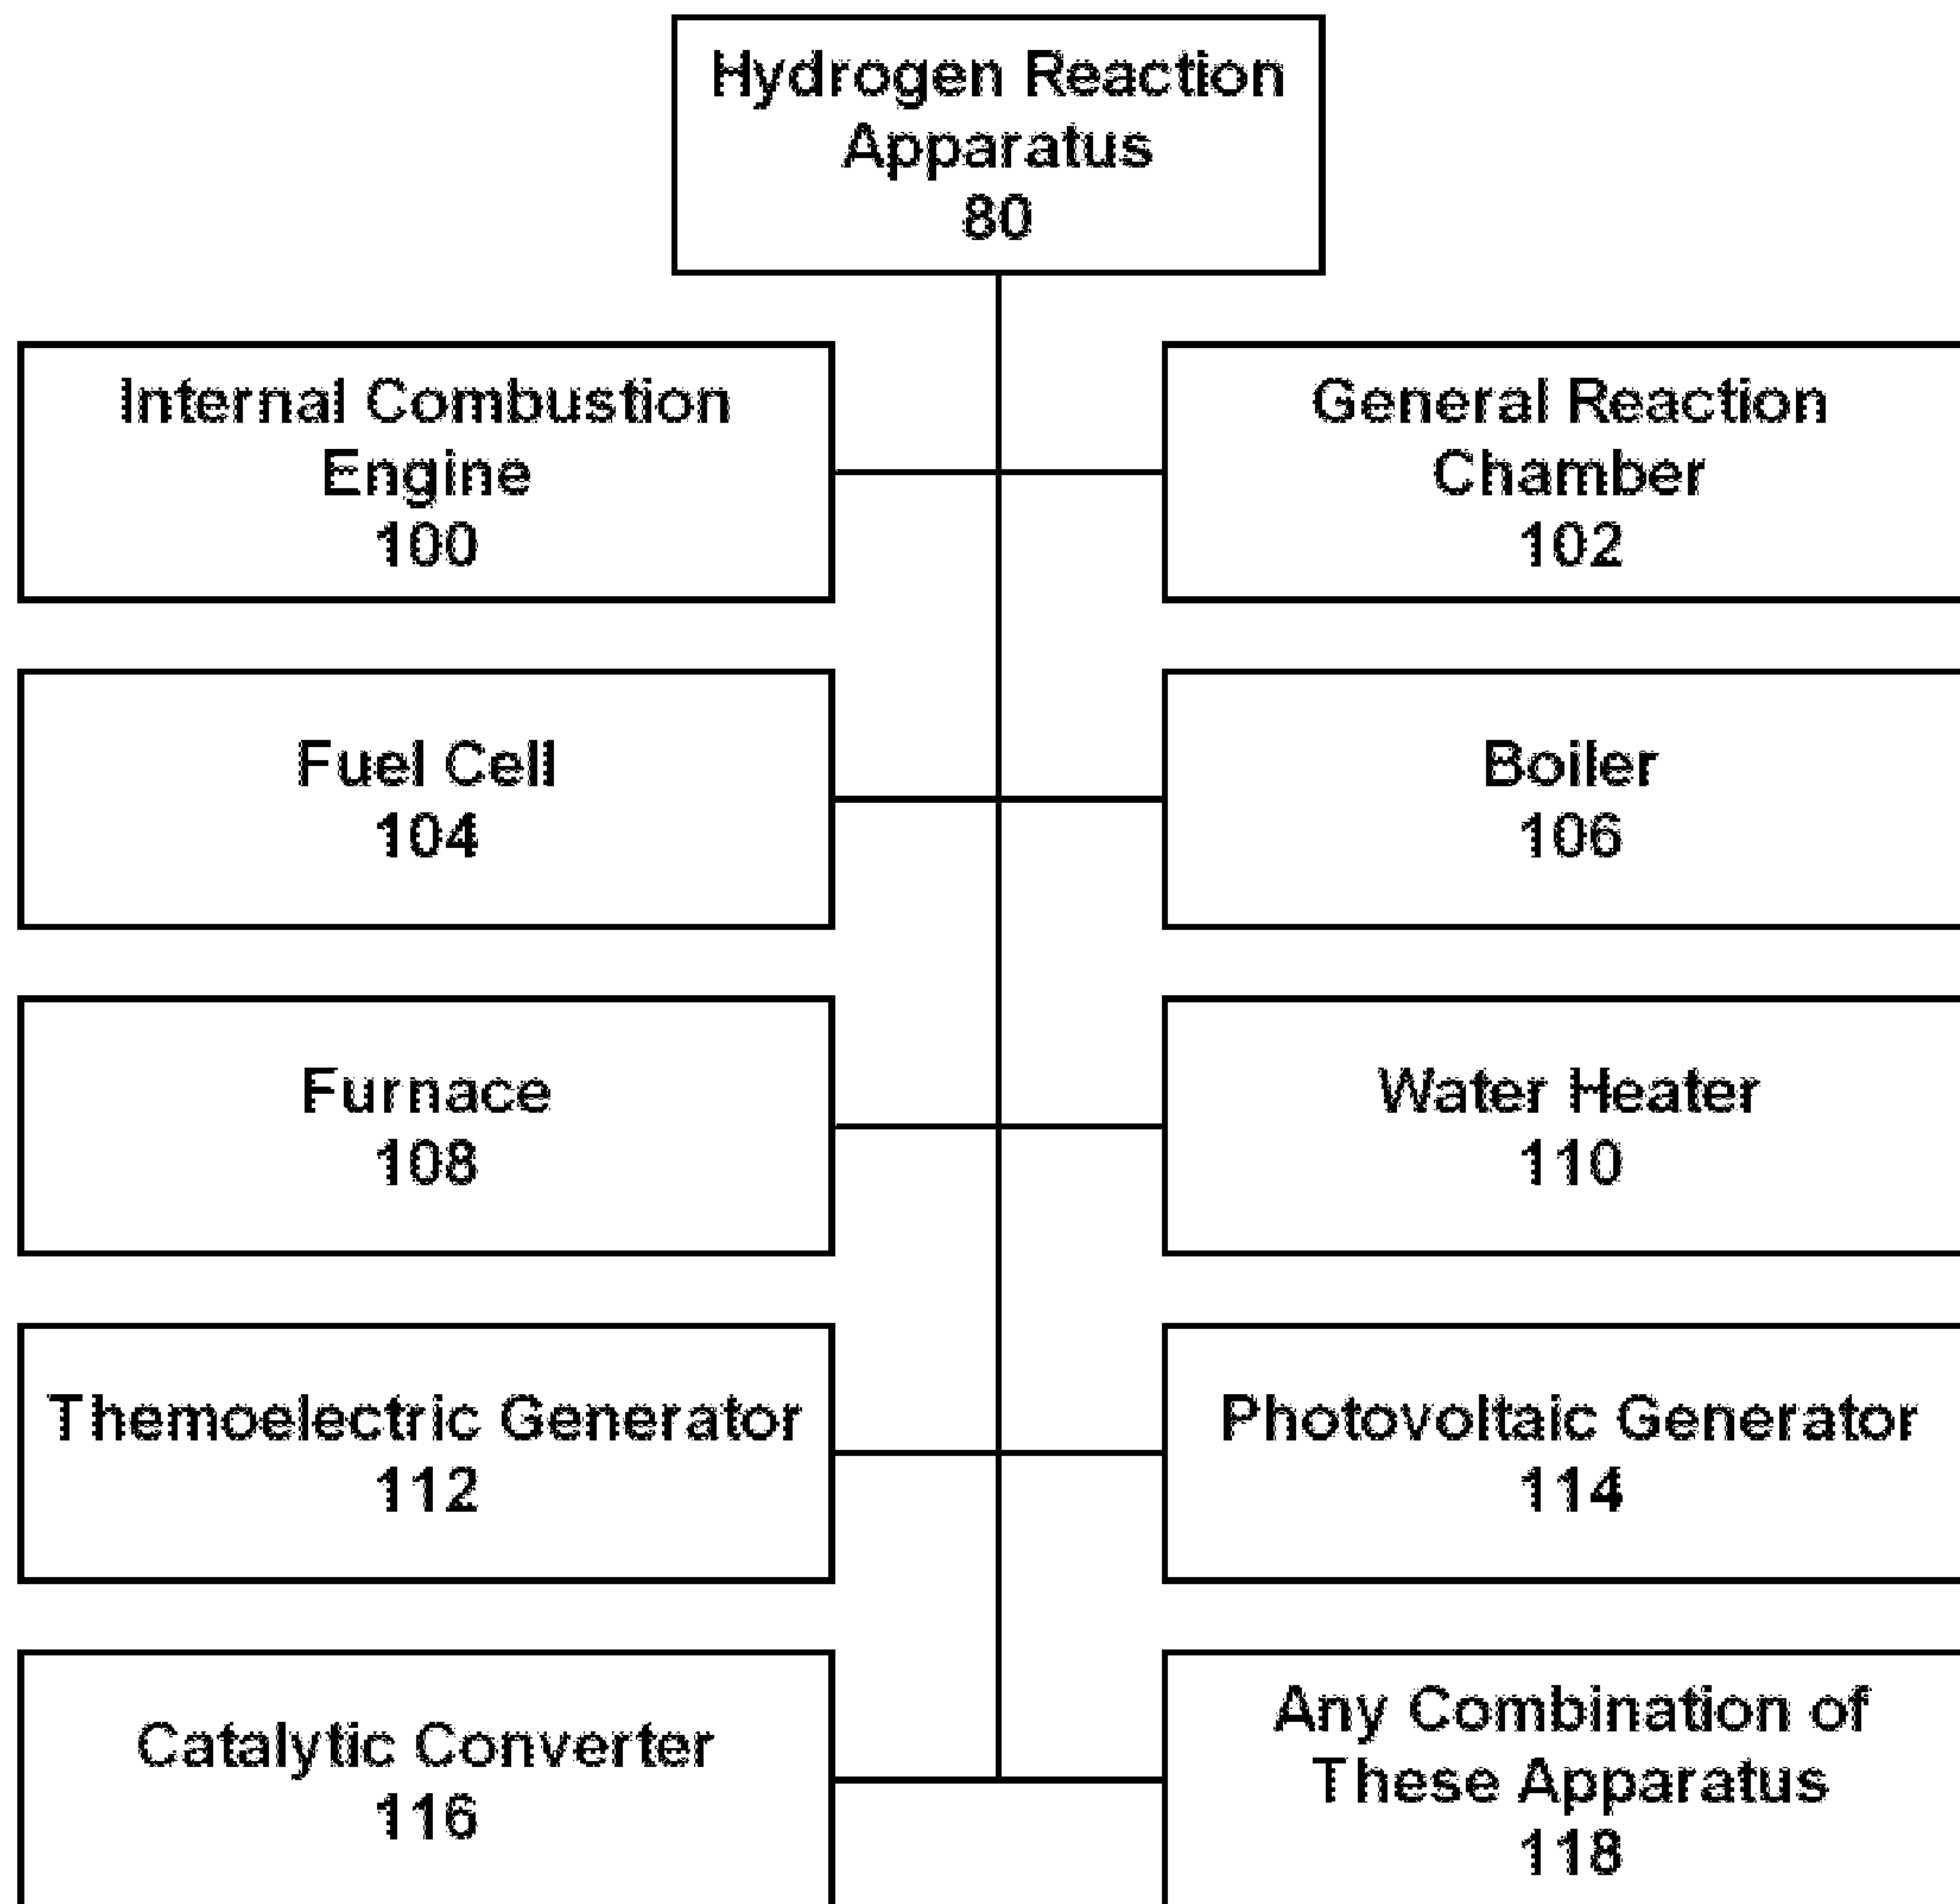 Hydrogen Reaction
Apparatus
80
Internal Combustion
Engine
100
General Reaction
Chamber
102
Fuel Cell
104
Boiler
106
Furnace
108
Water Heater
110
Themoelectric Generator
112
Photovoltaic Generator
114
Catalytic Converter
116
Any Combination of
These Apparatus
118